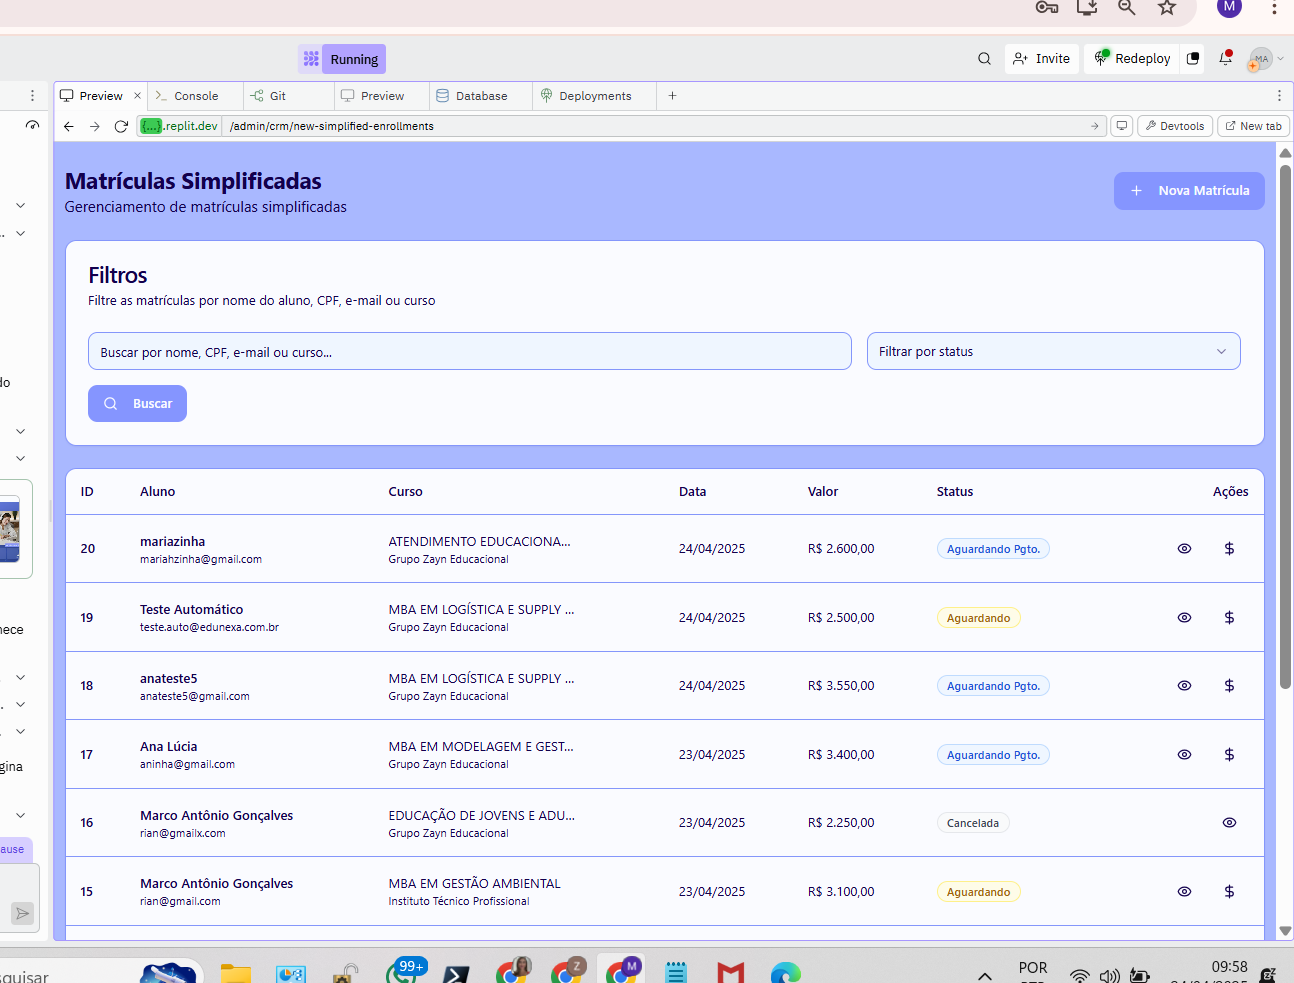 M
Running
Invite
Redeploy
MA
Preview
Console
Git
Preview
Database
Deployments
{...}.replit.dev
/admin/crm/new-simplified-enrollments
Devtools
New tab
Matrículas Simplificadas
Gerenciamento de matrículas simplificadas
Nova Matrícula
Filtros
Filtre as matrículas por nome do aluno, CPF, e-mail ou curso
Buscar por nome, CPF, e-mail ou curso...
Filtrar por status
Buscar
ID Aluno Curso Data Valor Status Ações
20 mariazinha ATENDIMENTO EDUCACIONA... 24/04/2025 R$ 2.600,00 Aguardando Pgto. $
mariahzinha@gmail.com Grupo Zayn Educacional
19 Teste Automático MBA EM LOGÍSTICA E SUPPLY ... 24/04/2025 R$ 2.500,00 Aguardando $
teste.auto@edunexa.com.br Grupo Zayn Educacional
18 anateste5 MBA EM LOGÍSTICA E SUPPLY ... 24/04/2025 R$ 3.550,00 Aguardando Pgto. $
anateste5@gmail.com Grupo Zayn Educacional
17 Ana Lúcia MBA EM MODELAGEM E GEST... 23/04/2025 R$ 3.400,00 Aguardando Pgto. $
aninha@gmail.com Grupo Zayn Educacional
16 Marco Antônio Gonçalves EDUCAÇÃO DE JOVENS E ADU... 23/04/2025 R$ 2.250,00 Cancelada
rian@gmailx.com Grupo Zayn Educacional
15 Marco Antônio Gonçalves MBA EM GESTÃO AMBIENTAL 23/04/2025 R$ 3.100,00 Aguardando $
rian@gmail.com Instituto Técnico Profissional
do
nece
gina
ause
quisar
99+
Z
M
POR
09:58